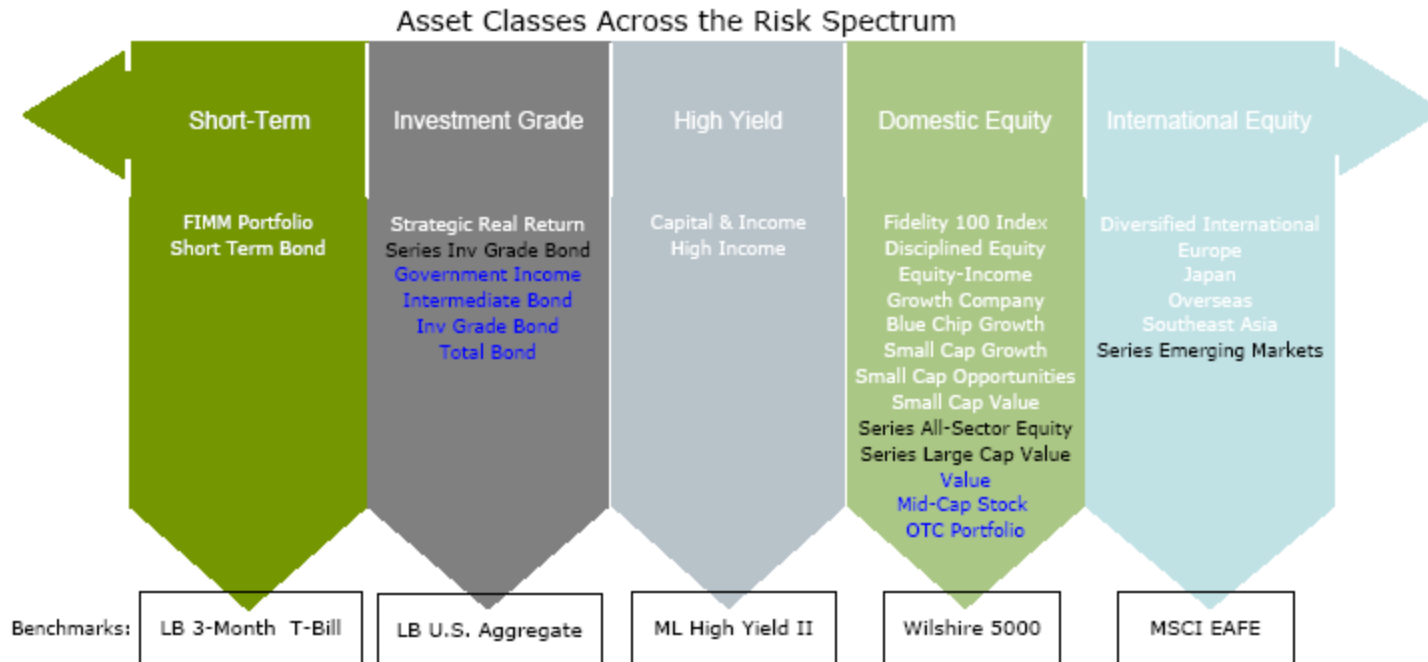 Asset Classes Across the Risk Spectrum
Short-Term
FIMM Portfolio
Short Term Bond
Investment Grade
Strategic Real Return
Series Inv Grade Bond
Government Income
Intermediate Bond
Inv Grade Bond
Total Bond
High Yield
Capital & Income
High Income
Domestic Equity
Fidelity 100 Index
Disciplined Equity
Equity-Income
Growth Company
Blue Chip Growth
Small Cap Growth
Small Cap Opportunities
Small Cap Value
Series All-Sector Equity
Series Large Cap Value
Value
Mid-Cap Stock
OTC Portfolio
International Equity
Diversified International
Europe
Japan
Overseas
Southeast Asia
Series Emerging Markets
Benchmarks:
LB 3-Month T-Bill
LB U.S. Aggregate
ML High Yield II
Wilshire 5000
MSCI EAFE